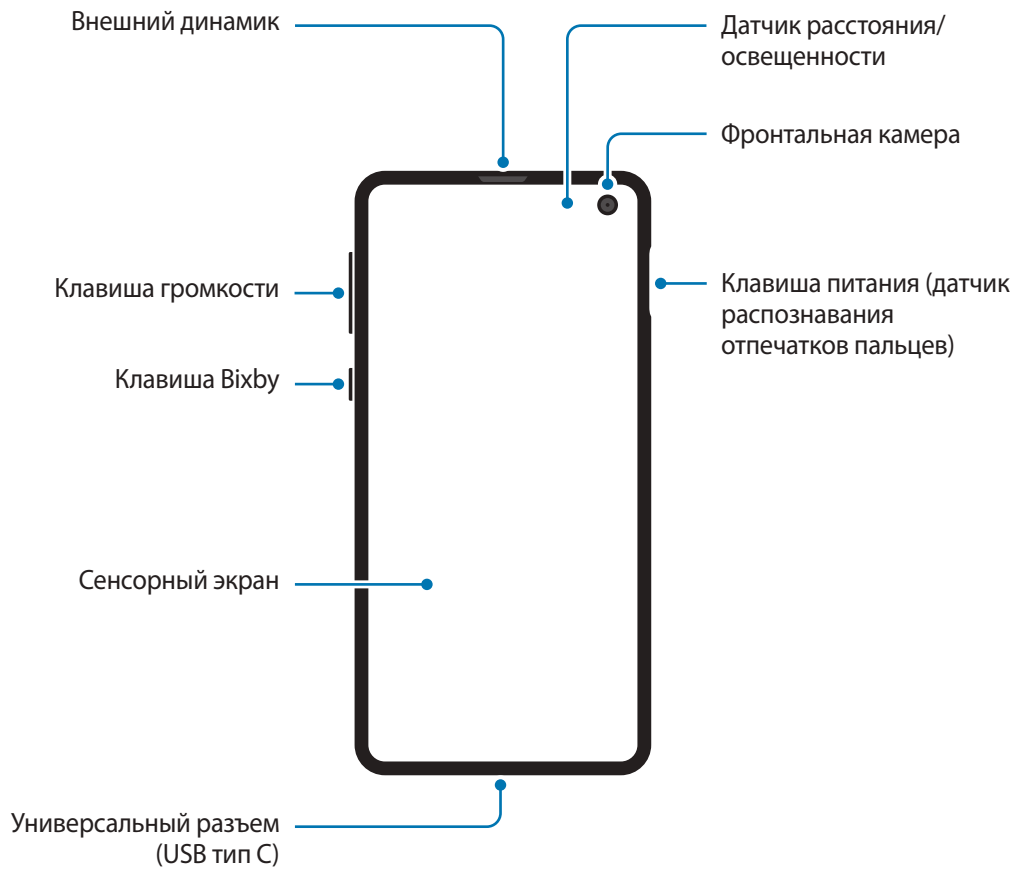 Внешний динамик
Датчик расстояния/
освещенности
Фронтальная камера
Клавиша громкости
Клавиша питания (датчик
распознавания
отпечатков пальцев)
Клавиша Bixby
Сенсорный экран
Универсальный разъем
(USB тип C)